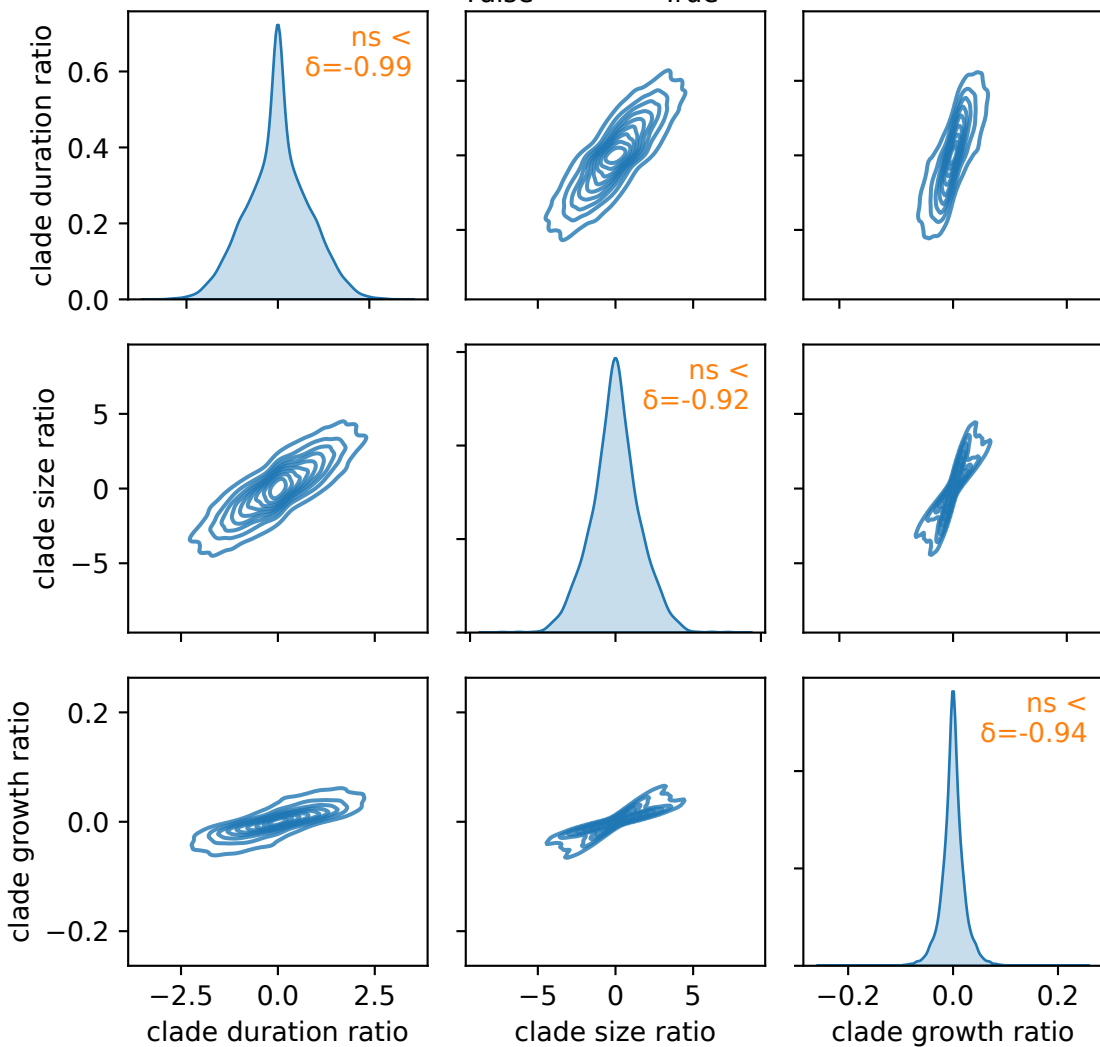 clade duration ratio
0.6
0.4
0.2
0.0
ns <
δ=-0.99
clade size ratio
5
0
−5
ns <
δ=-0.92
clade growth ratio
0.2
0.0
−0.2
ns <
δ=-0.94
−2.5 0.0 2.5
−5 0 5
−0.2 0.0 0.2
clade duration ratio
clade size ratio
clade growth ratio